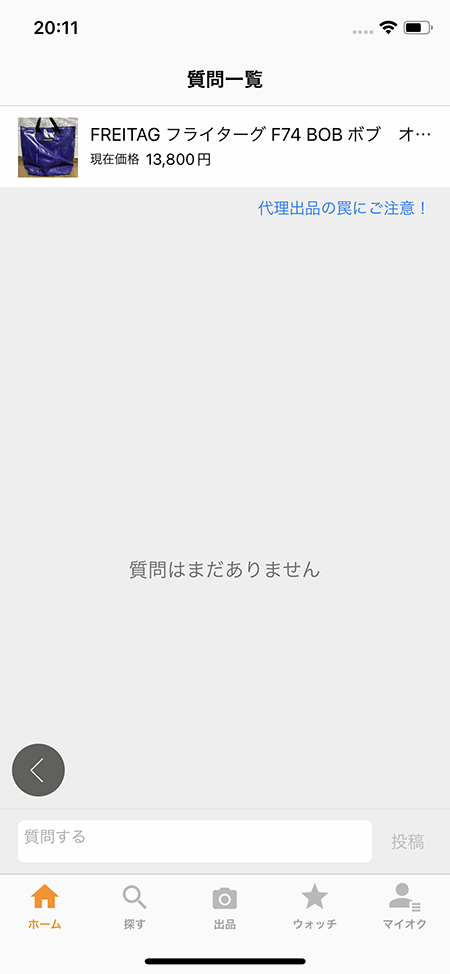 20:11
質問一覧
FREITAG フライターグ F74 BOB ボブ　オ…
現在価格 13,800円
代理出品の罠にご注意！
質問はまだありません
質問する
投稿
ホーム
探す
出品
ウォッチ
マイオク